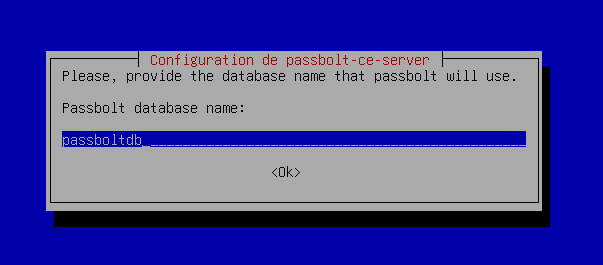 Configuration de passbolt-ce-server
Please, provide the database name that passbolt will use.
Passbolt database name:
passboltdb
<Ok>